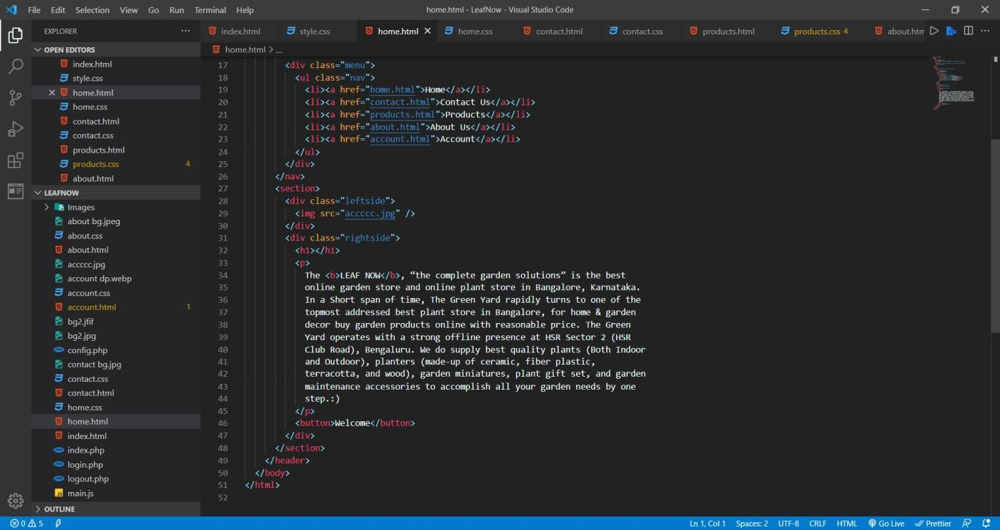 File Edit Selection View Go Run Terminal Help
home.html - LeafNow - Visual Studio Code
EXPLORER
index.html style.css home.html home.css contact.html contact.css products.html products.css 4 about.htm
home.html > ...
OPEN EDITORS
index.html
style.css
home.html
home.css
contact.html
contact.css
products.html
products.css 4
about.html
LEAFNOW
Images
about bg.jpeg
about.css
about.html
accccc.jpg
account dp.webp
account.css
account.html 1
bg2.jfif
bg2.jpg
config.php
contact bg.jpg
contact.css
contact.html
home.css
home.html
index.html
index.php
login.php
logout.php
main.js
OUTLINE
17 <div class="menu">
18 <ul class="nav">
19 <li><a href="home.html">Home</a></li>
20 <li><a href="contact.html">Contact Us</a></li>
21 <li><a href="products.html">Products</a></li>
22 <li><a href="about.html">About Us</a></li>
23 <li><a href="account.html">Account</a></li>
24 </ul>
25 </div>
26 </nav>
27 <section>
28 <div class="leftside">
29 <img src="accccc.jpg" />
30 </div>
31 <div class="rightside">
32 <h1></h1>
33 <p>
34 The <b>LEAF NOW</b>, “the complete garden solutions” is the best
35 online garden store and online plant store in Bangalore, Karnataka.
36 In a Short span of time, The Green Yard rapidly turns to one of the
37 topmost addressed best plant store in Bangalore, for home & garden
38 decor buy garden products online with reasonable price. The Green
39 Yard operates with a strong offline presence at HSR Sector 2 (HSR
40 Club Road), Bengaluru. We do supply best quality plants (Both Indoor
41 and Outdoor), planters (made-up of ceramic, fiber plastic,
42 terracotta, and wood), garden miniatures, plant gift set, and garden
43 maintenance accessories to accomplish all your garden needs by one
44 step.:)
45 </p>
46 <button>Welcome</button>
47 </div>
48 </section>
49 </header>
50 </body>
51 </html>
52
0 5 Ln 1, Col 1 Spaces: 2 UTF-8 CRLF HTML Go Live Prettier